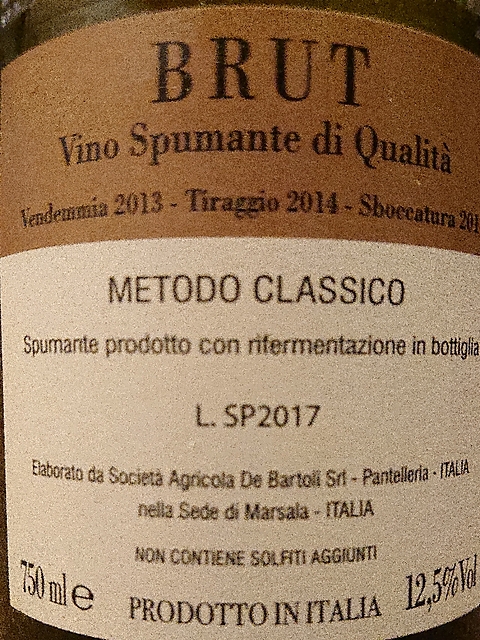 BRUT
Vino Spumante di Qualità
Vendemmia 2013 - Tiraggio 2014 - Sboccatura 201
METODO CLASSICO
Spumante prodotto con rifermentazione in bottiglia
L. SP2017
Elaborato da Società Agricola De Bartoli Srl - Pantelleria - ITALIA
nella Sede di Marsala - ITALIA
NON CONTIENE SOLFITI AGGIUNTI
750 ml e
PRODOTTO IN ITALIA
12,5%Vol